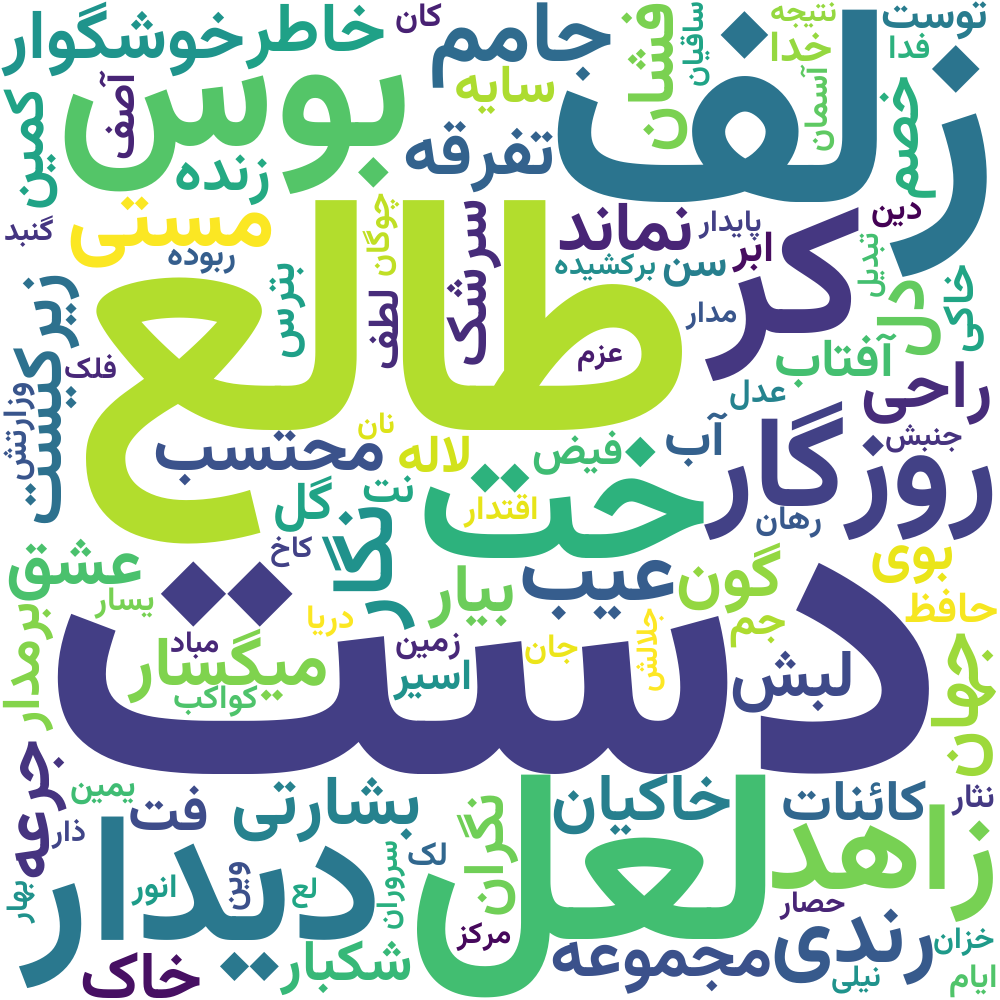 توست
نتیجه
ساقیان
کان
خاطر
خوشگوار
جامم
فشان
خدا
فدا
زلف
بوس
سایه
آصف
کمین
آسمان
خصم
تفرقه
زنده
مستی
چوگان
سرشک
نماند
پایدار
دین
گنبد
ربوده
طالع
کر
ابر
تبدیل
سن
برکشیده
بترس
لطف
خاکی
دل
زیرکیست
مدار
عزم
فلک
آفتاب
راحی
عدل
وزارتش
نان
محتسب
لاله
فیض
آب
جنبش
روزگار
خت
نت
گل
اقتدار
رهان
نگار
کاخ
عشق
عیب
گون
بوی
بیار
یسار
حافظ
دریا
دست
جم
جلالش
مباد
زمین
جان
برمدار
میگسار
اسیر
لبش
جهان
کواکب
جرعه
یمین
فت
بشارتی
نگران
خاکیان
کائنات
نثار
ذار
دیدار
لعل
زاهد
لک
سروران
وین
انور
لع
بهار
حصار
مرکز
رندی
خزان
مجموعه
شکبار
خاک
نیلی
ایام